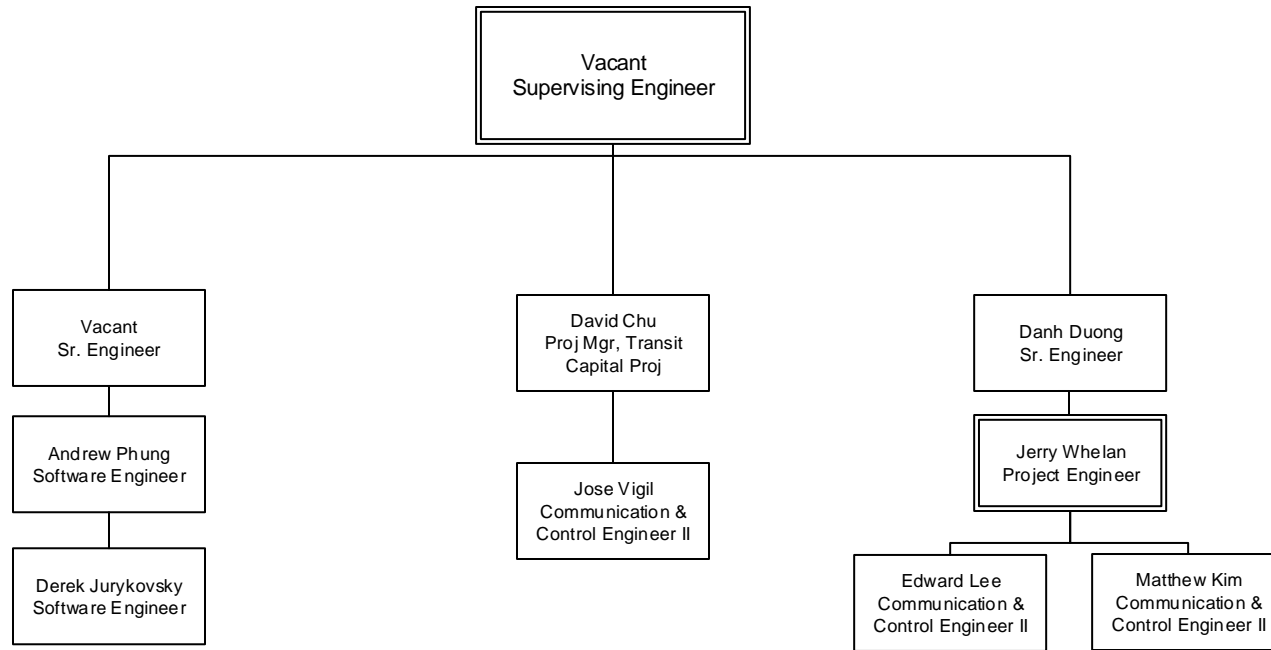 Vacant
Supervising Engineer
Vacant
Sr. Engineer
David Chu
Proj Mgr, Transit
Capital Proj
Danh Duong
Sr. Engineer
Andrew Phung
Software Engineer
Jerry Whelan
Project Engineer
Jose Vigil
Communication &
Control Engineer II
Derek Jurykovsky
Software Engineer
Edward Lee
Communication &
Control Engineer II
Matthew Kim
Communication &
Control Engineer II